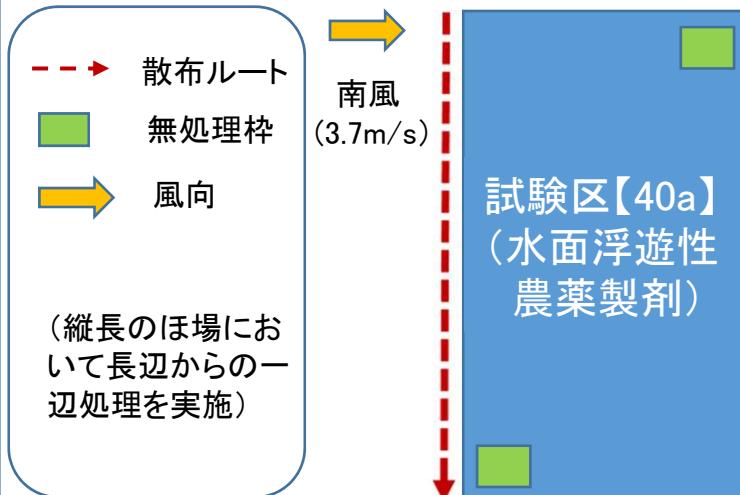 散布ルート
無処理枠
風向
（縦長のほ場にお
いて長辺からの一
辺処理を実施）
南風
（3.7m/s）
試験区【40a】
（水面浮遊性
農薬製剤）